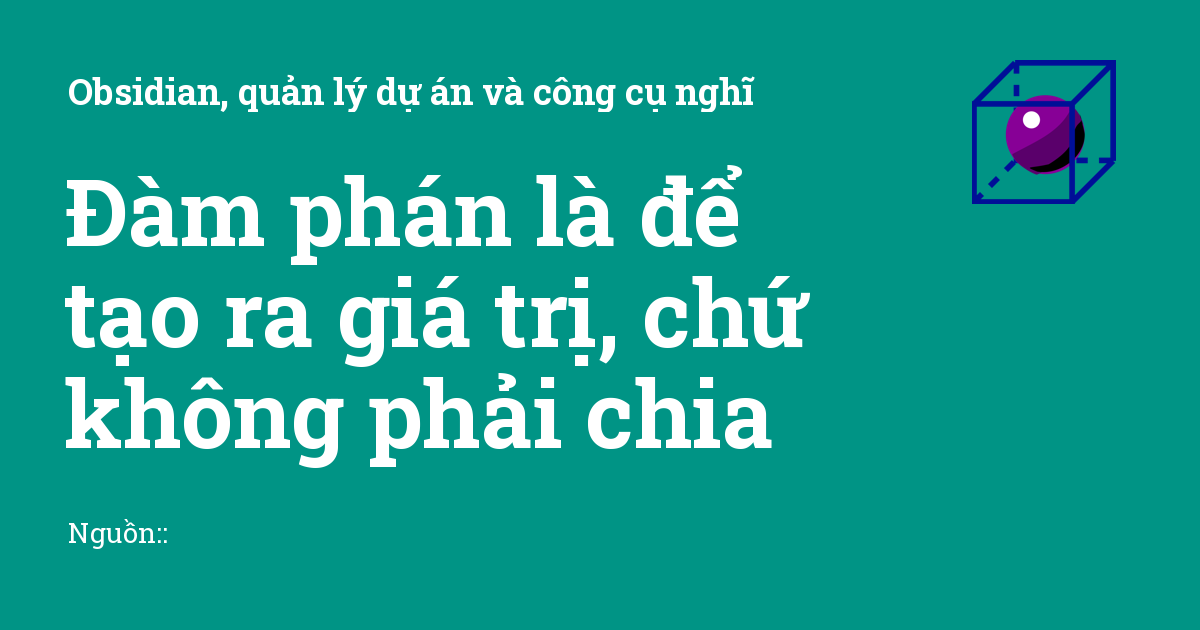 Obsidian, quản lý dự án và công cụ nghĩ
Đàm phán là để
tạo ra giá trị, chứ
không phải chia
Nguồn::